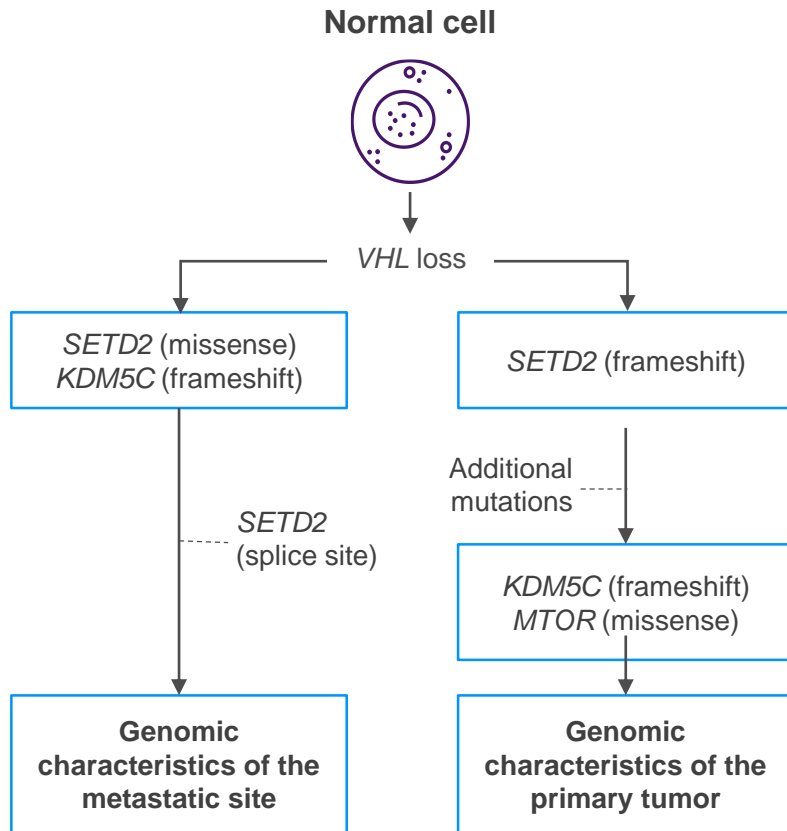 Normal cell
VHL loss
SETD2 (missense)
KDM5C (frameshift)
SETD2 (frameshift)
Additional
mutations
SETD2
(splice site)
KDM5C (frameshift)
MTOR (missense)
Genomic
characteristics of the
metastatic site
Genomic
characteristics of the
primary tumor